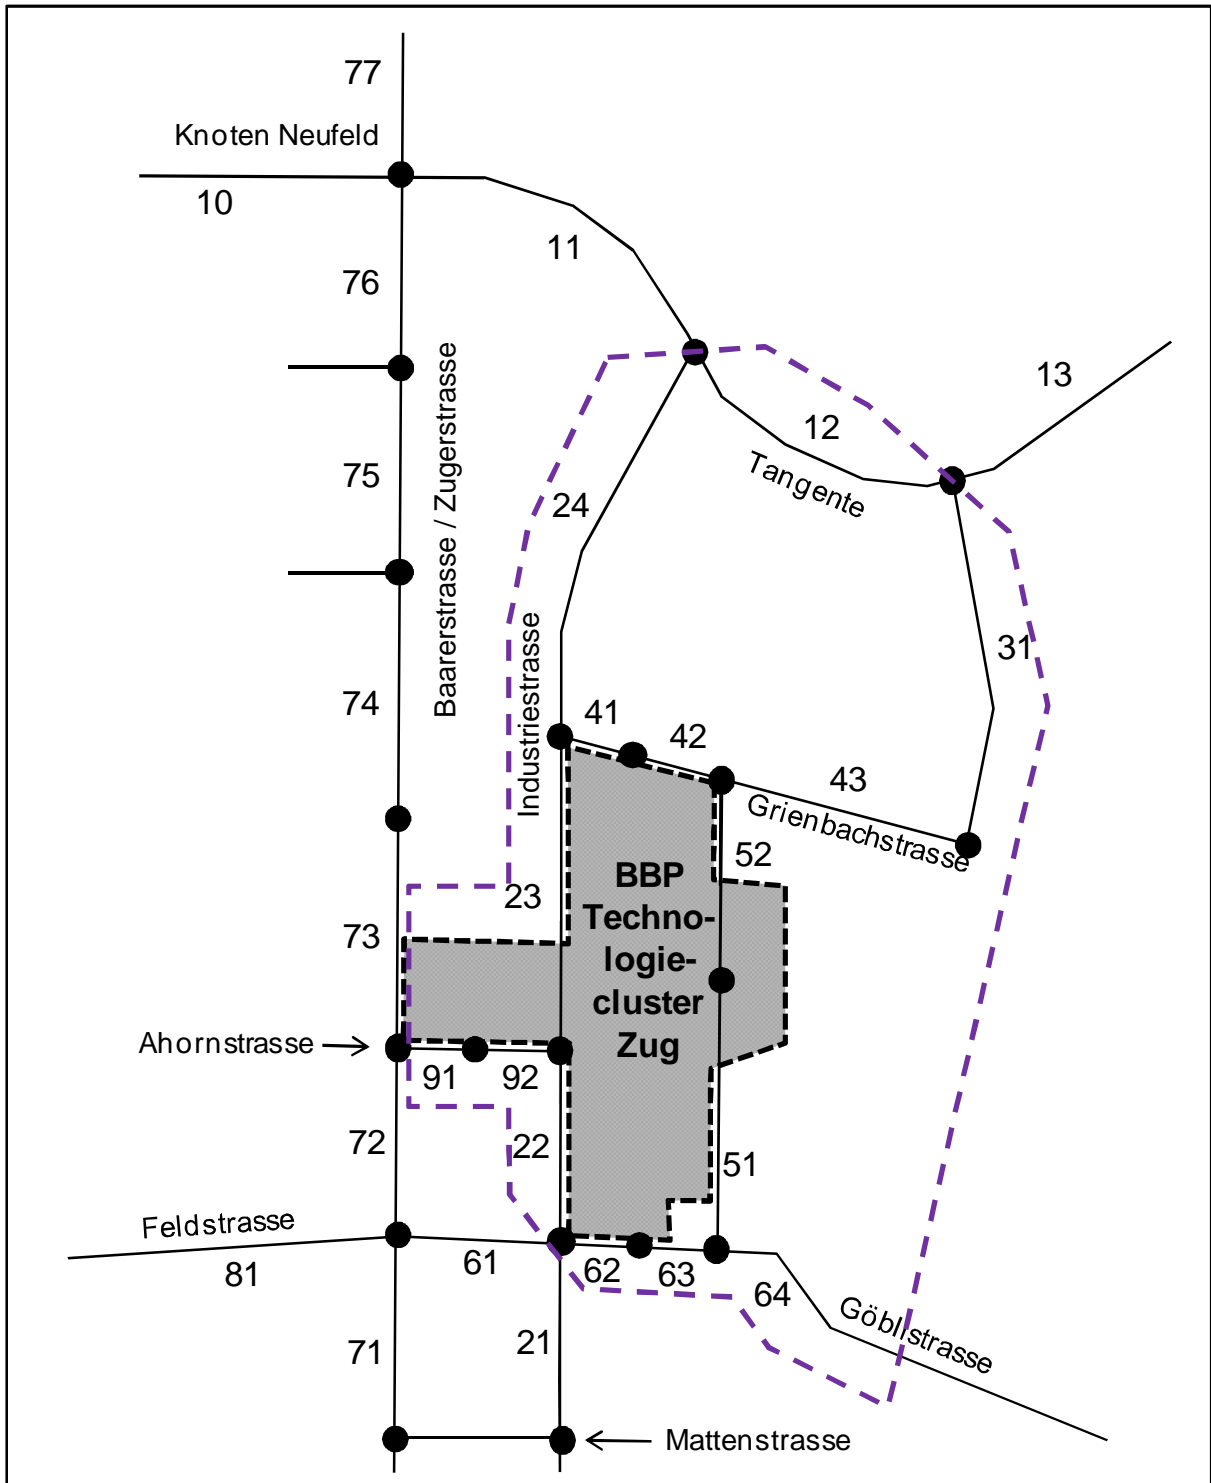 77
Knoten Neufeld
10
11
76
13
12
Baarerstrasse / Zugerstrasse
75
Tangente
24
31
Industriestrasse
74
41
42
43
Grienbachstrasse
52
BBP
Techno-
logie-
cluster
Zug
23
73
Ahornstrasse
91
92
72
22
51
Feldstrasse
81
61
62
63
64
Göblistrasse
71
21
Mattenstrasse